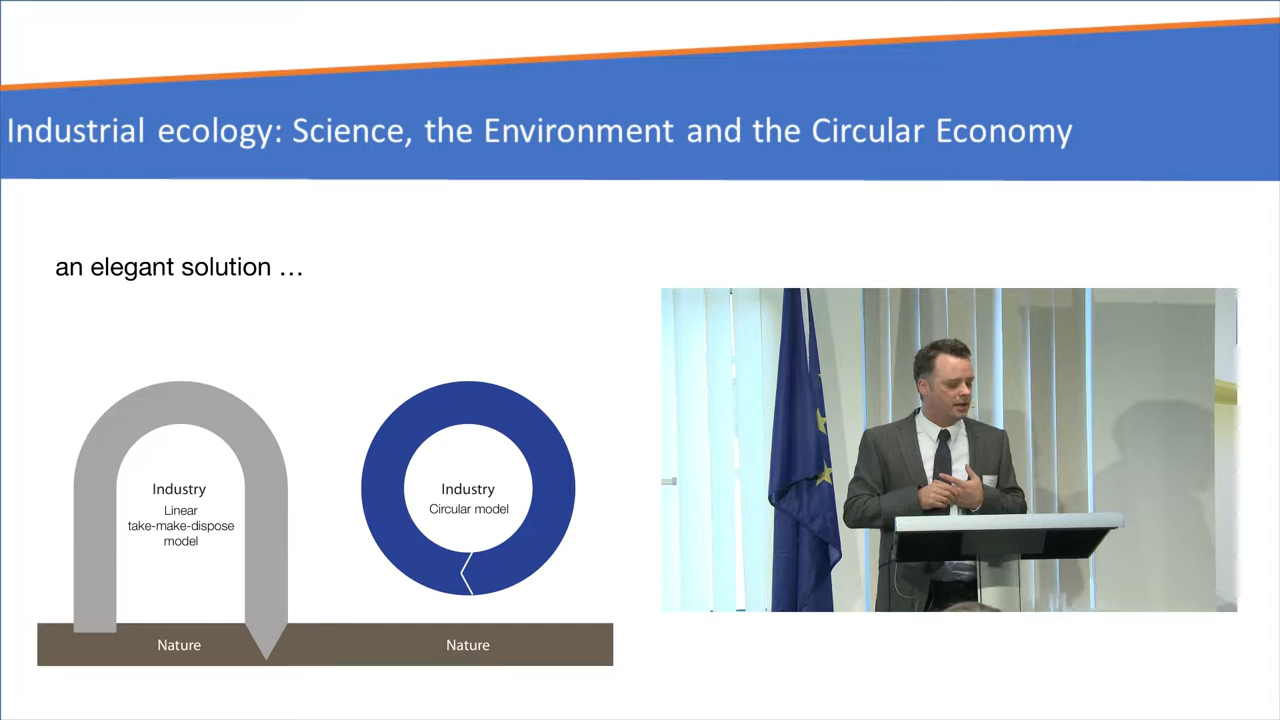 Industrial ecology: Science, the Environment and the Circular Economy
an elegant solution …
Industry
Linear
take-make-dispose
model
Industry
Circular model
Nature
Nature